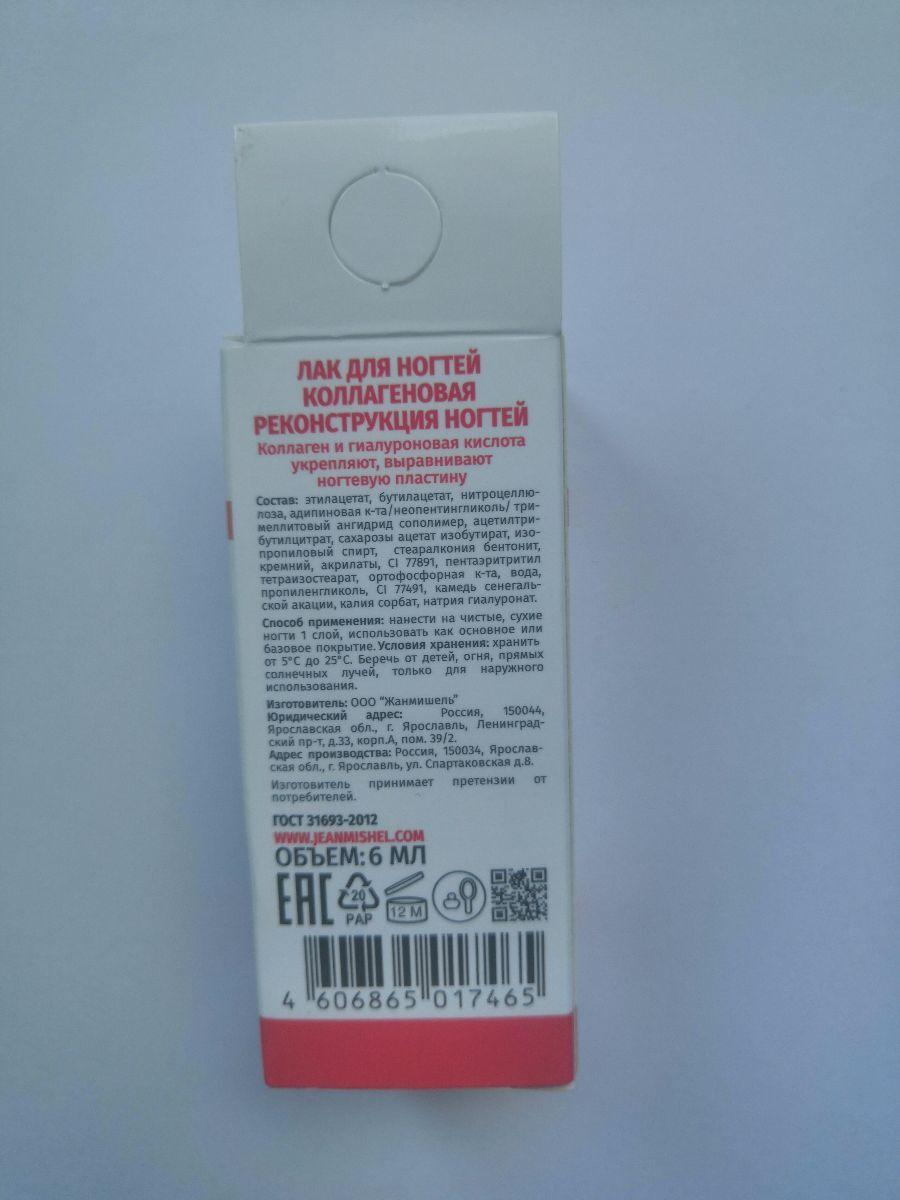 ЛАК ДЛЯ НОГТЕЙ
КОЛЛАГЕНОВАЯ
РЕКОНСТРУКЦИЯ НОГТЕЙ
Коллаген и гиалуроновая кислота
укрепляют, выравнивают
ногтевую пластину
Состав: этилацетат, бутилацетат, нитроцеллю-
лоза, адипиновая к-та/неопентингликоль/ три-
меллитовый ангидрид сополимер, ацетилтри-
бутилцитрат, сахарозы ацетат изобутират, изо-
пропиловый спирт, стеаралкония бентонит,
кремний, акрилаты, CI 77891, пентаэритритил
тетраизостеарат, ортофосфорная к-та, вода,
пропиленгликоль, CI 77491, камедь сенегаль-
ской акации, калия сорбат, натрия гиалуронат.
Способ применения: нанести на чистые, сухие
ногти 1 слой, использовать как основное или
базовое покрытие. Условия хранения: хранить
от 5°С до 25°С. Беречь от детей, огня, прямых
солнечных лучей, только для наружного
использования.
Изготовитель: ООО "Жанмишель"
Юридический адрес: Россия, 150044,
Ярославская обл., г. Ярославль, Ленинград-
ский пр-т, д.33, корп.А, пом. 39/2.
Адрес производства: Россия, 150034, Ярослав-
ская обл., г. Ярославль, ул. Спартаковская д.8.
Изготовитель принимает претензии от
потребителей.
ГОСТ 31693-2012
WWW.JEANMISHEL.COM
ОБЪЕМ: 6 МЛ
EAC 20 PAP 12 M
4 606865 017465